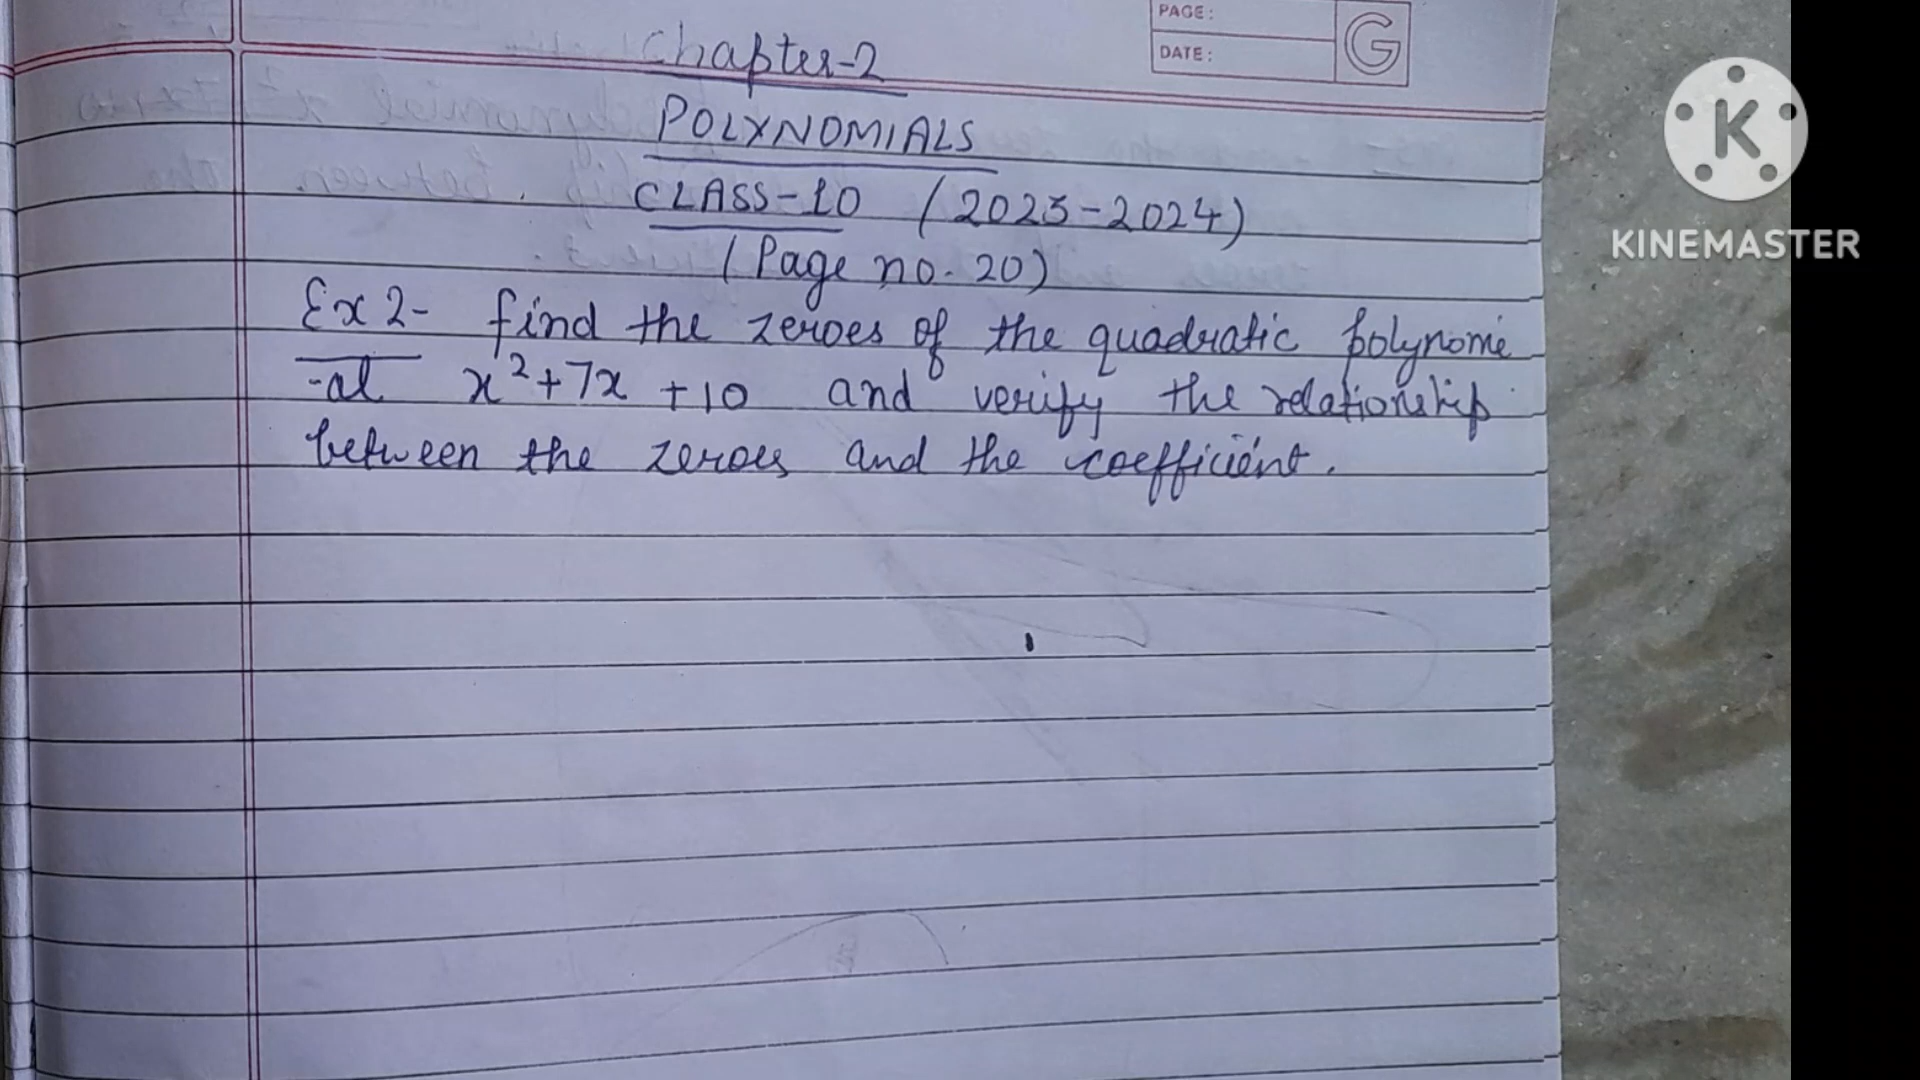 PAGE:
DATE:
G
Chapter-2
POLYNOMIALS
CLASS-10 (2023-2024)
(Page no. 20)
Ex 2- find the zeroes of the quadratic polynomi
-al x²+7x +10 and verify the relationship
between the zeroes and the coefficient.
K
KINEMASTER